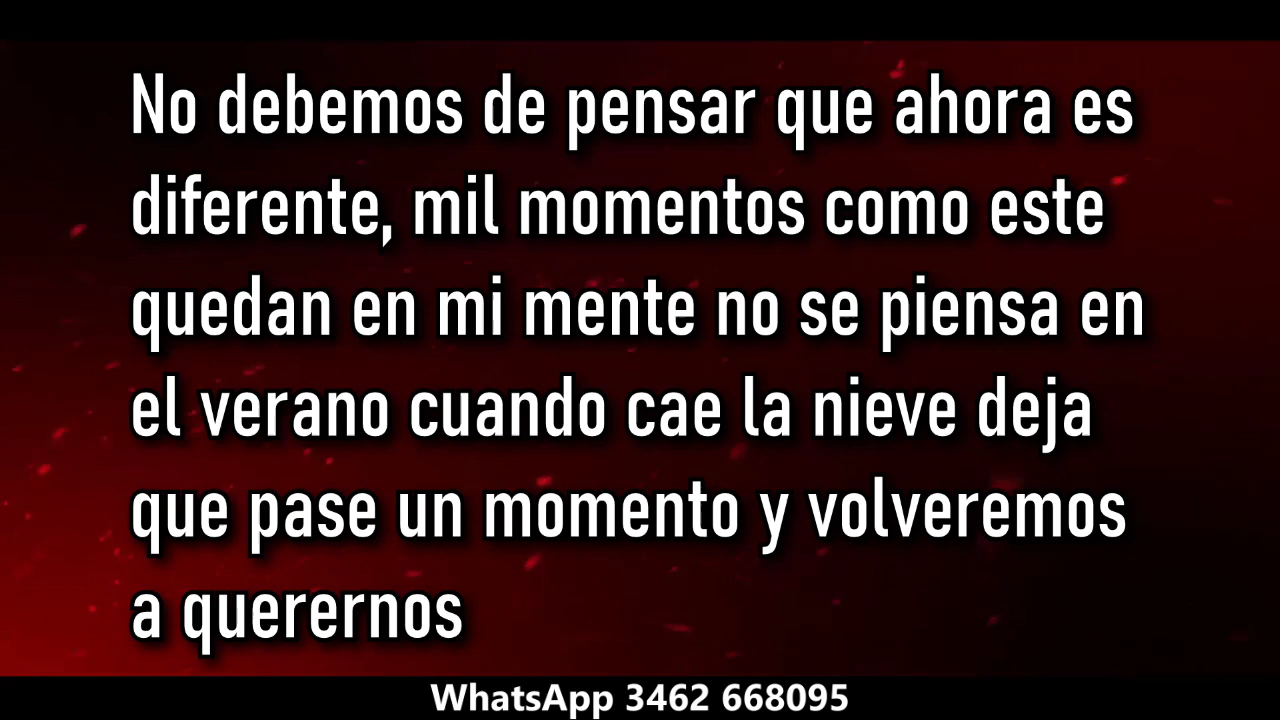 No debemos de pensar que ahora es
diferente, mil momentos como este
quedan en mi mente no se piensa en
el verano cuando cae la nieve deja
que pase un momento y volveremos
a querernos
WhatsApp 3462 668095